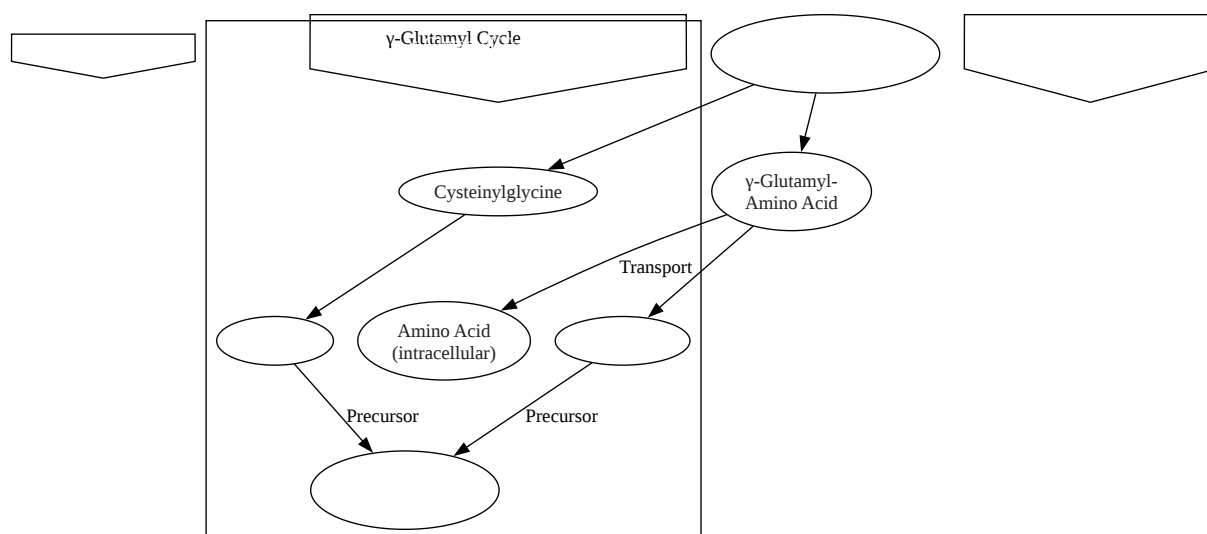 γ-Glutamyl Cycle
Cysteinylglycine
γ-Glutamyl-
Amino Acid
Transport
Amino Acid
(intracellular)
Precursor
Precursor